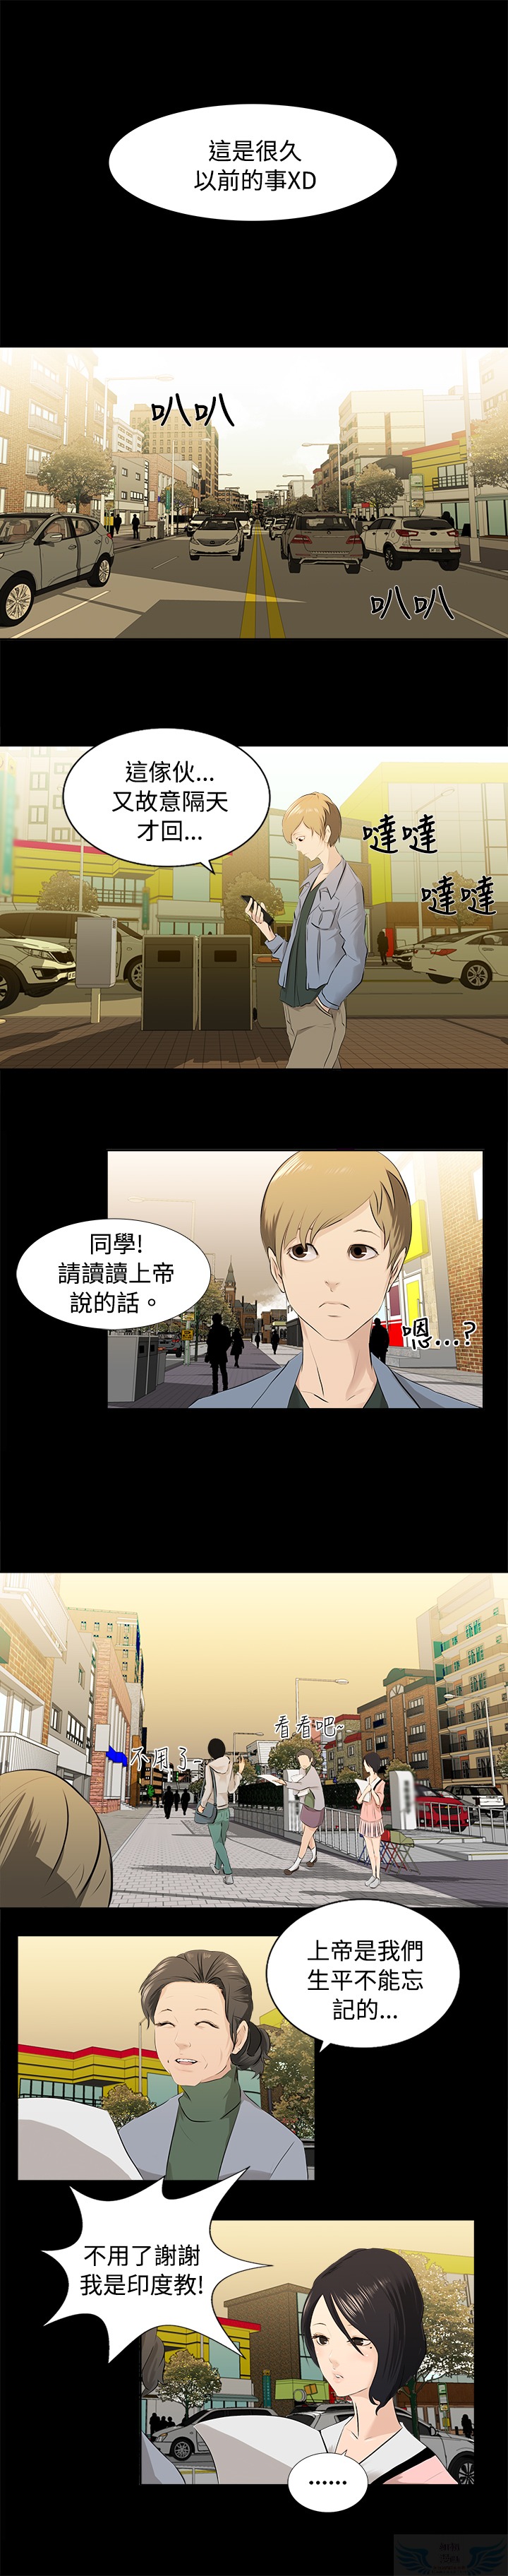 這是很久
以前的事XD
叭叭
叭叭
這傢伙...
又故意隔天
才回...
噠噠
噠噠
同學!
請讀讀上帝
說的話。
嗯...?
看看吧~
不用了~
上帝是我們
生平不能忘
記的...
不用了謝謝
我是印度教!
......